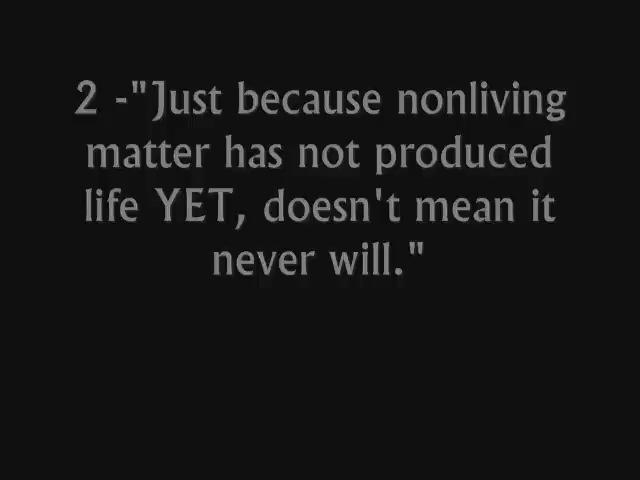 2 -"Just because nonliving
matter has not produced
life YET, doesn't mean it
never will."